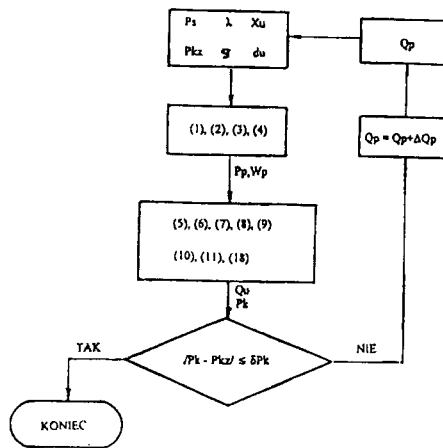 Ps λ Xu
Pkz g du
Qp
(1), (2), (3), (4)
Qp = Qp+ΔQp
Pp,Wp
(5), (6), (7), (8), (9)
(10), (11), (18)
Qu
Pk
TAK
/Pk - Pkz/ ≤ δPk
NIE
KONIEC